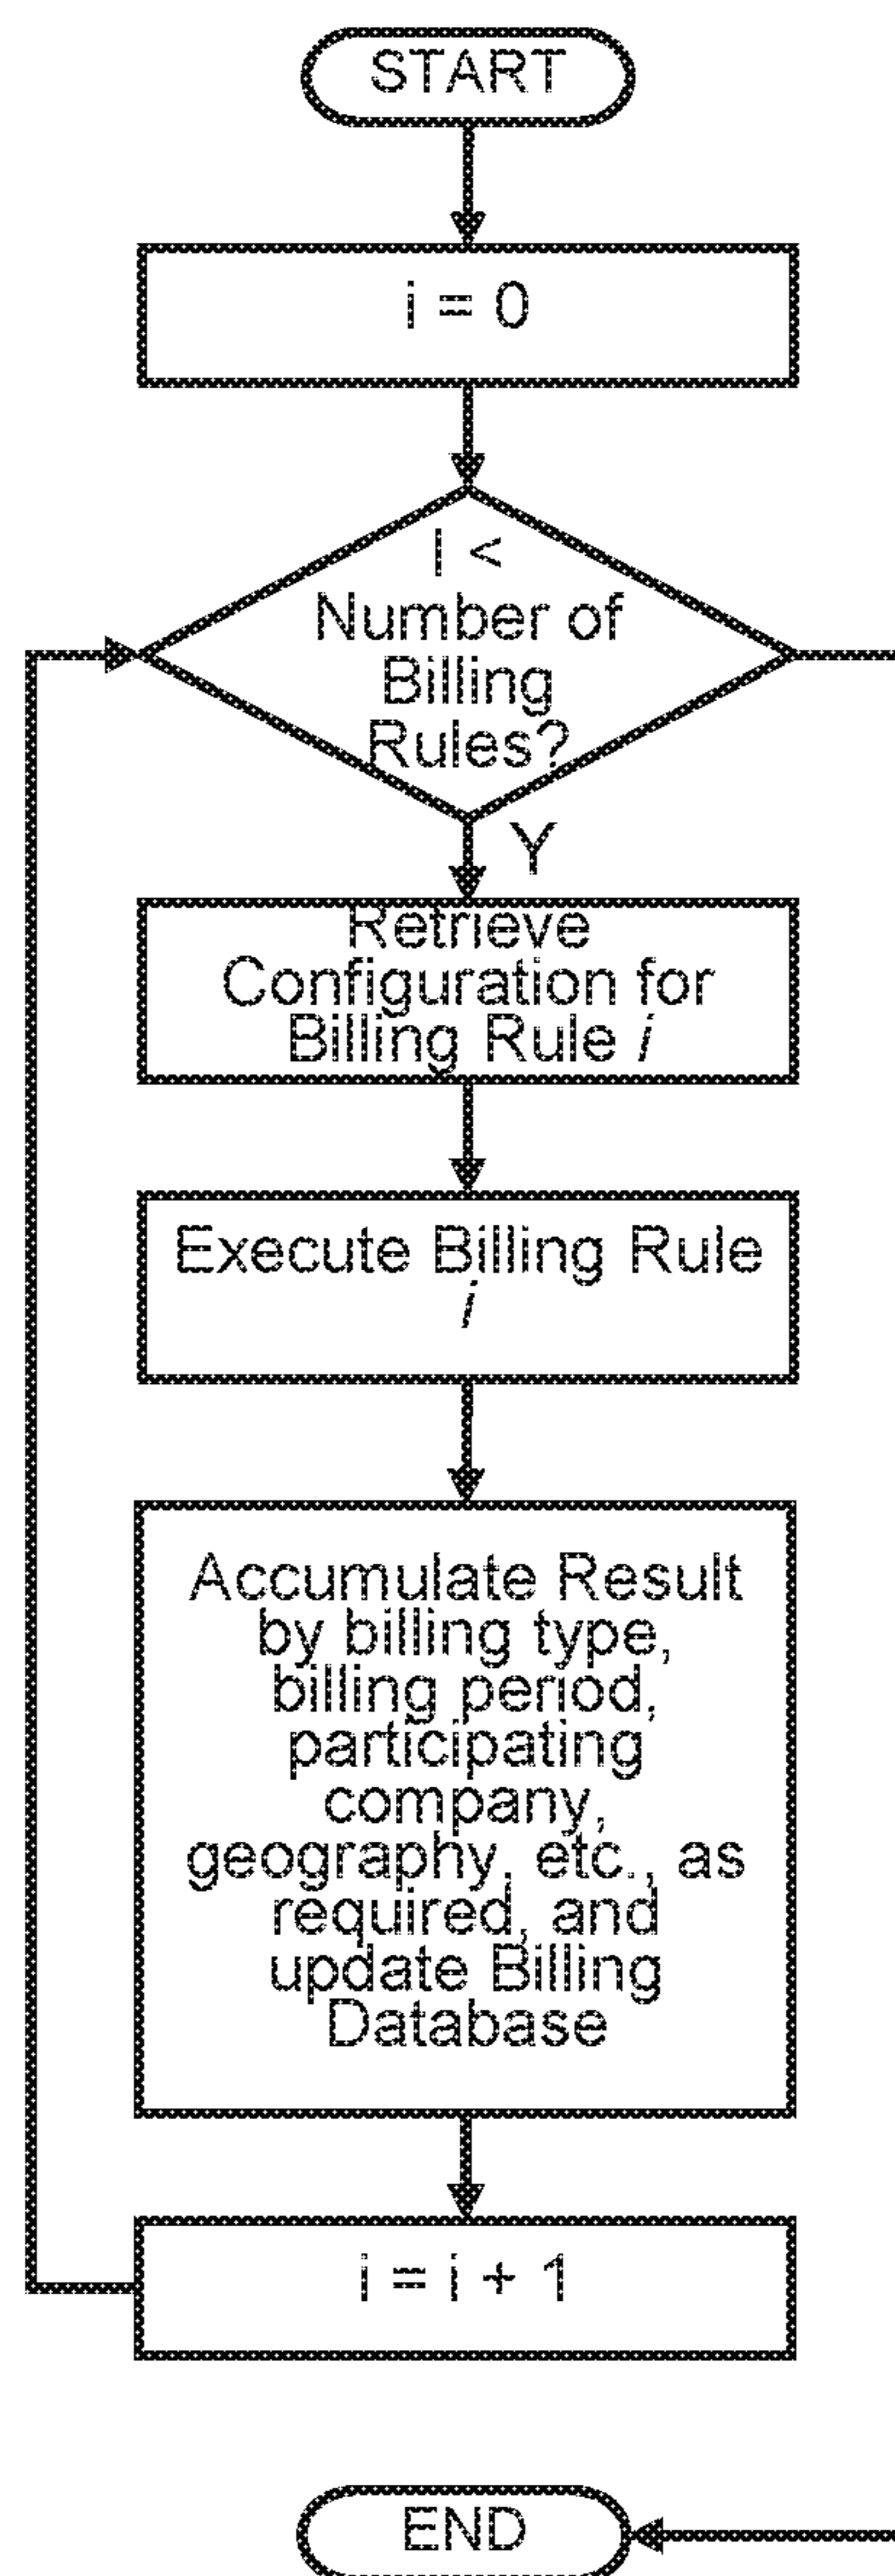 START
i = 0
I <
Number of
Billing
Rules?
Y
Retrieve
Configuration for
Billing Rule i
Execute Billing Rule
i
Accumulate Result
by billing type,
billing period,
participating
company,
geography, etc., as
required, and
update Billing
Database
i = i + 1
END